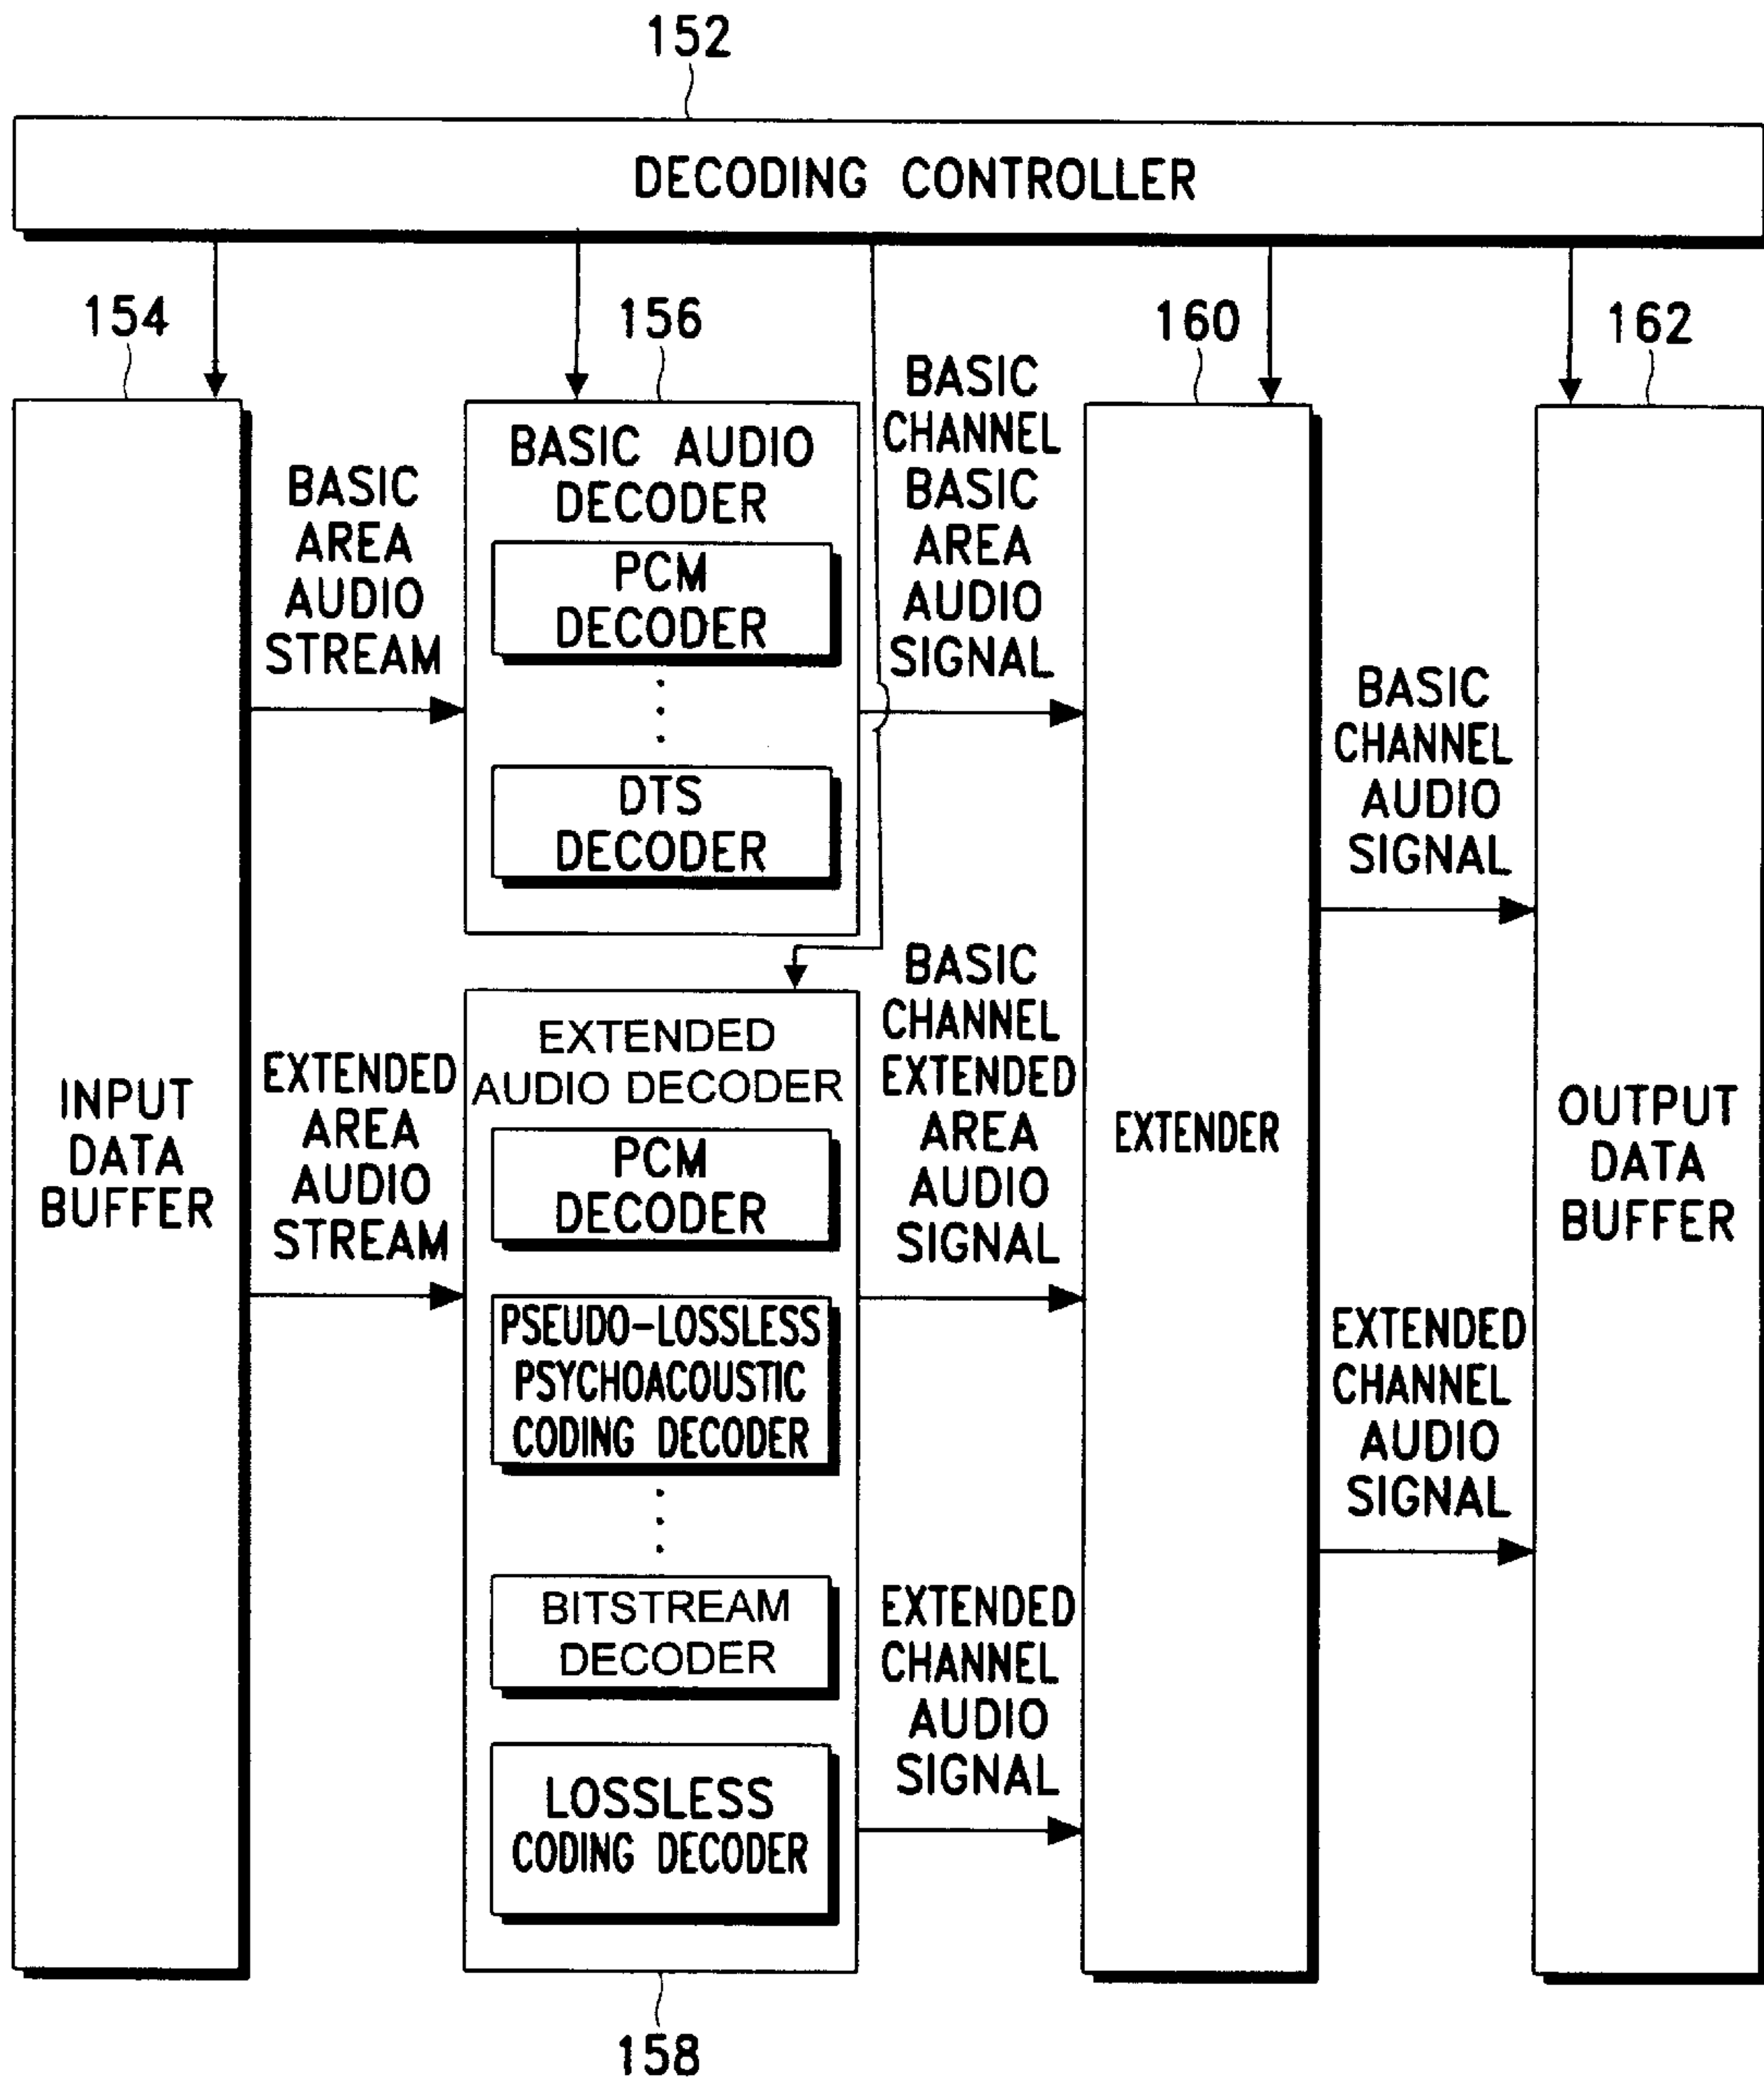 152
DECODING CONTROLLER
154
156
160
162
INPUT
DATA
BUFFER
BASIC
AREA
AUDIO
STREAM
EXTENDED
AREA
AUDIO
STREAM
BASIC AUDIO
DECODER
PCM
DECODER
DTS
DECODER
EXTENDED
AUDIO DECODER
PCM
DECODER
PSEUDO-LOSSLESS
PSYCHOACOUSTIC
CODING DECODER
BITSTREAM
DECODER
LOSSLESS
CODING DECODER
158
BASIC
CHANNEL
BASIC
AREA
AUDIO
SIGNAL
BASIC
CHANNEL
EXTENDED
AREA
AUDIO
SIGNAL
EXTENDED
CHANNEL
AUDIO
SIGNAL
EXTENDER
BASIC
CHANNEL
AUDIO
SIGNAL
EXTENDED
CHANNEL
AUDIO
SIGNAL
OUTPUT
DATA
BUFFER